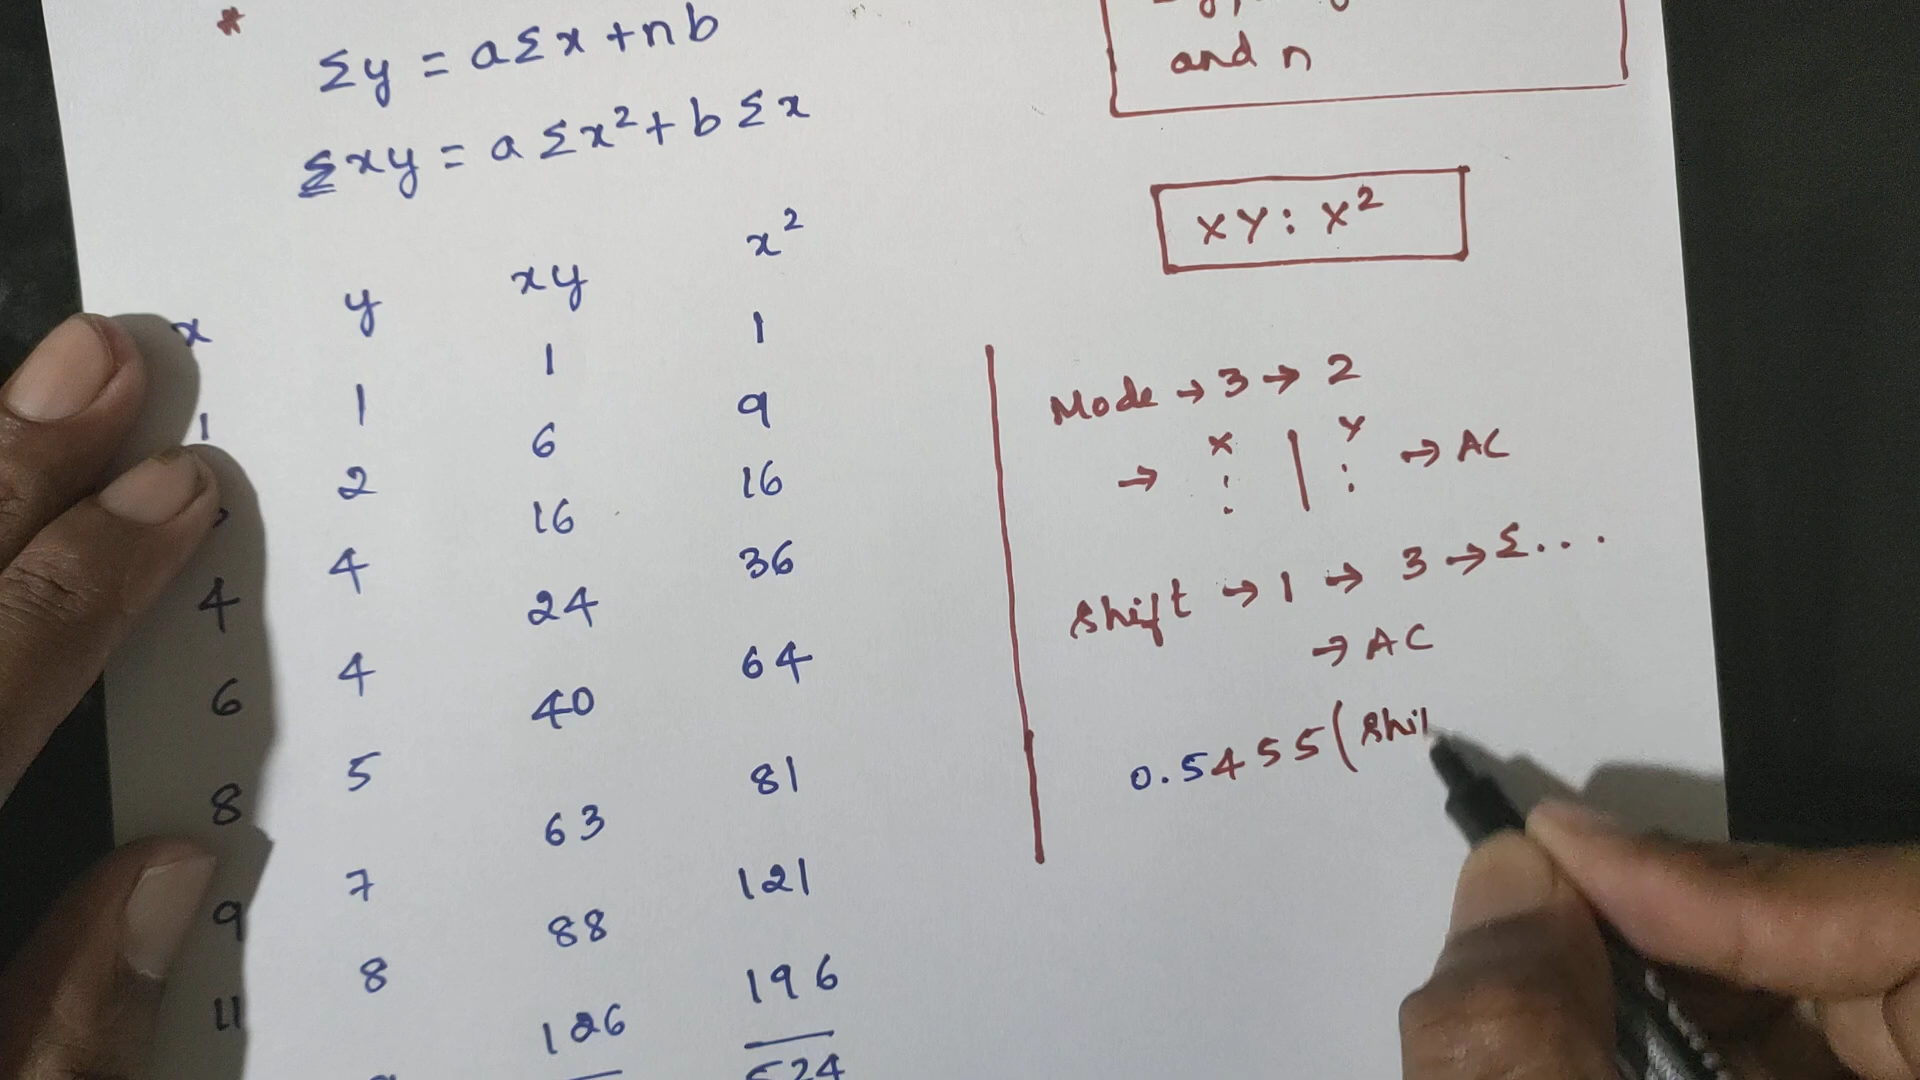 *
Σy = aΣx + nb
Σxy = aΣx² + bΣx
x y xy x²
1 1 1 1
2 6 9
4 4 16 16
6 4 24 36
8 5 40 64
9 7 63 81
11 8 88 121
126 196
524
and n
XY: X²
Mode → 3 → 2
→ X | Y → AC
: :
Shift → 1 → 3 → Σ...
→ AC
0.5455 (Shi